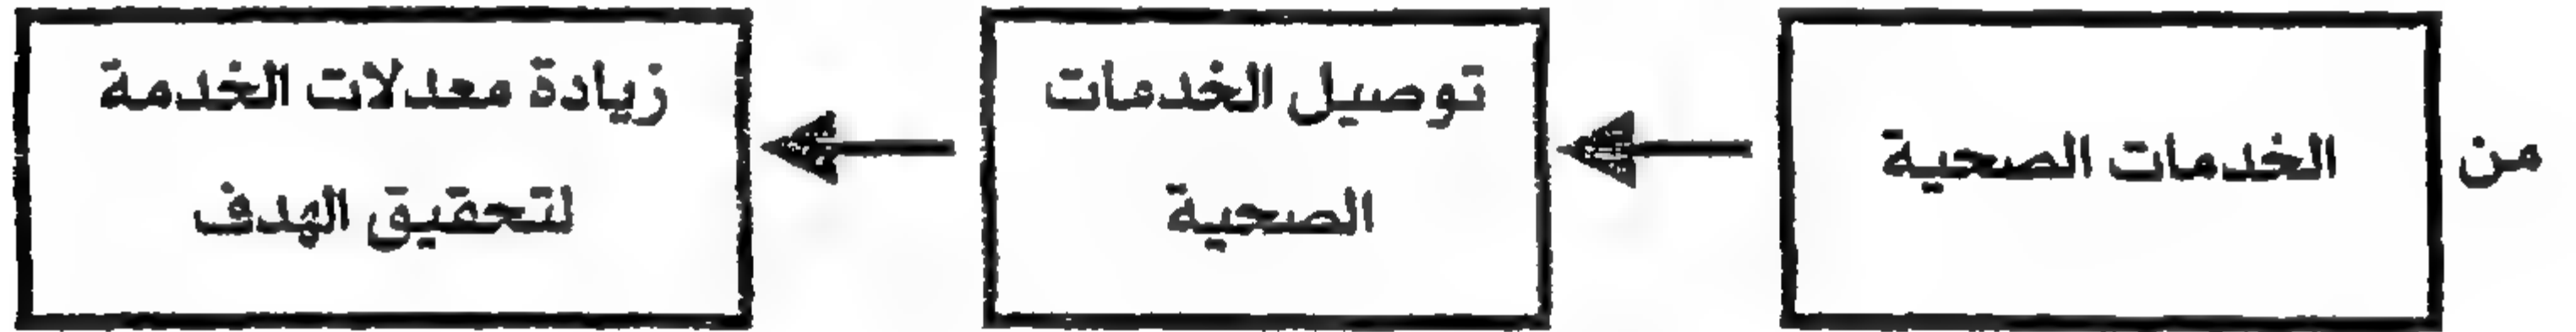 من
الخدمات الصحية
توصيل الخدمات
الصحية
زيادة معدلات الخدمة
لتحقيق الهدف